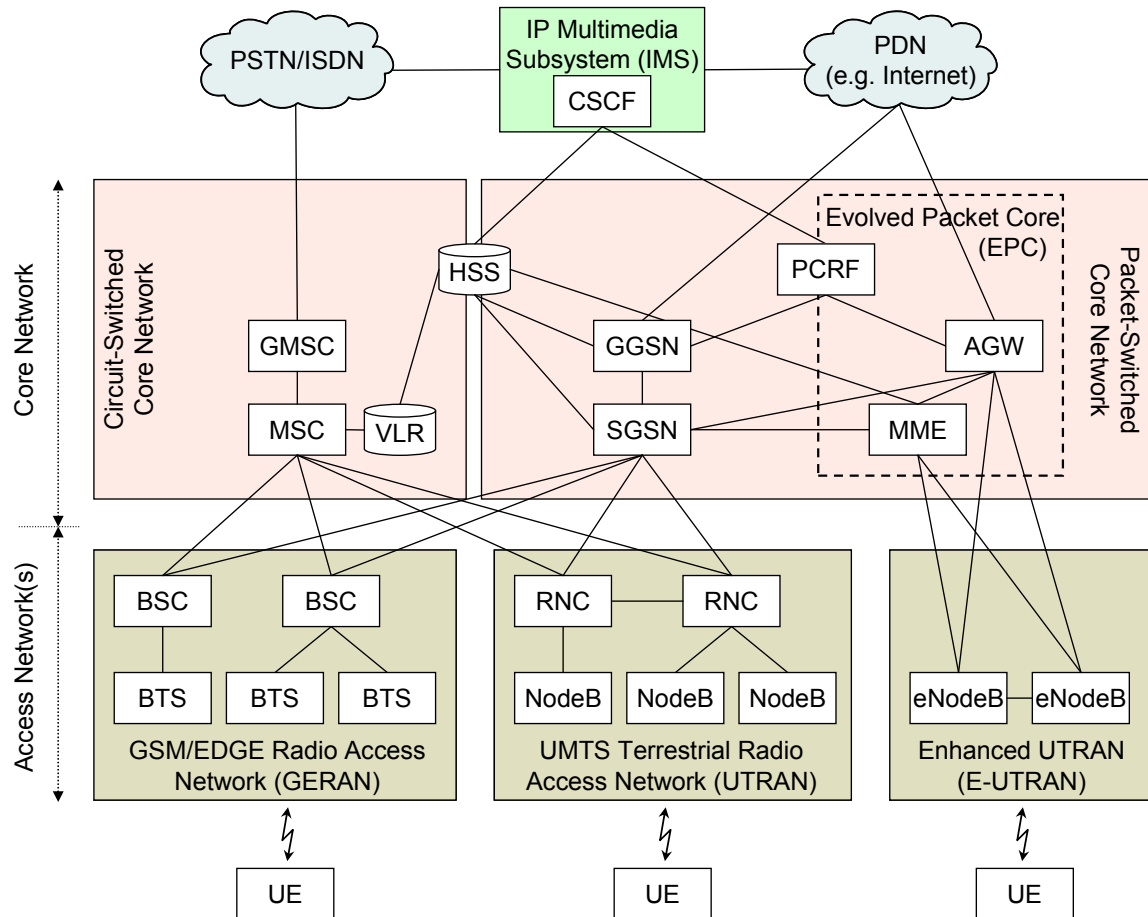 PSTN/ISDN
IP Multimedia
Subsystem (IMS)
CSCF
PDN
(e.g. Internet)
Core Network
Circuit-Switched
Core Network
HSS
GMSC
MSC
VLR
Evolved Packet Core
(EPC)
PCRF
GGSN
AGW
SGSN
MME
Packet-Switched
Core Network
Access Network(s)
BSC
BSC
BTS
BTS
BTS
GSM/EDGE Radio Access
Network (GERAN)
RNC
RNC
NodeB
NodeB
NodeB
UMTS Terrestrial Radio
Access Network (UTRAN)
eNodeB
eNodeB
Enhanced UTRAN
(E-UTRAN)
UE
UE
UE